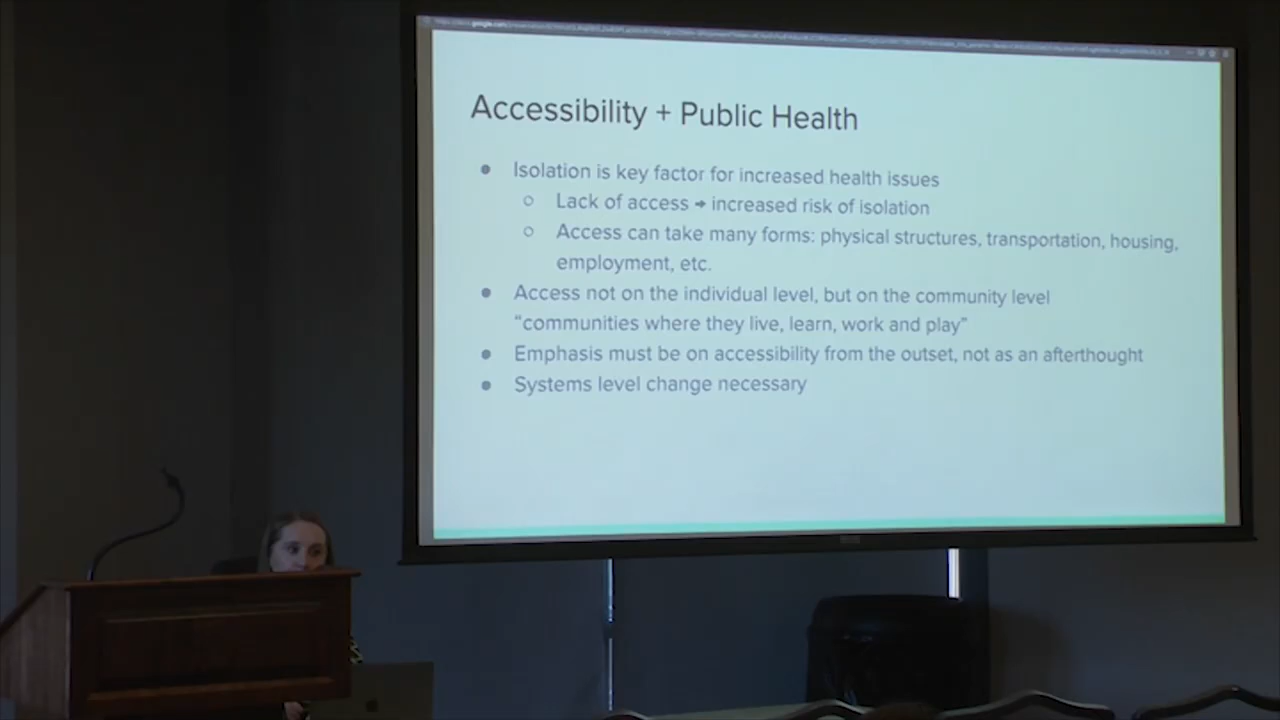 google.com
Accessibility + Public Health
Isolation is key factor for increased health issues
Lack of access → increased risk of isolation
Access can take many forms: physical structures, transportation, housing,
employment, etc.
Access not on the individual level, but on the community level
“communities where they live, learn, work and play”
Emphasis must be on accessibility from the outset, not as an afterthought
Systems level change necessary